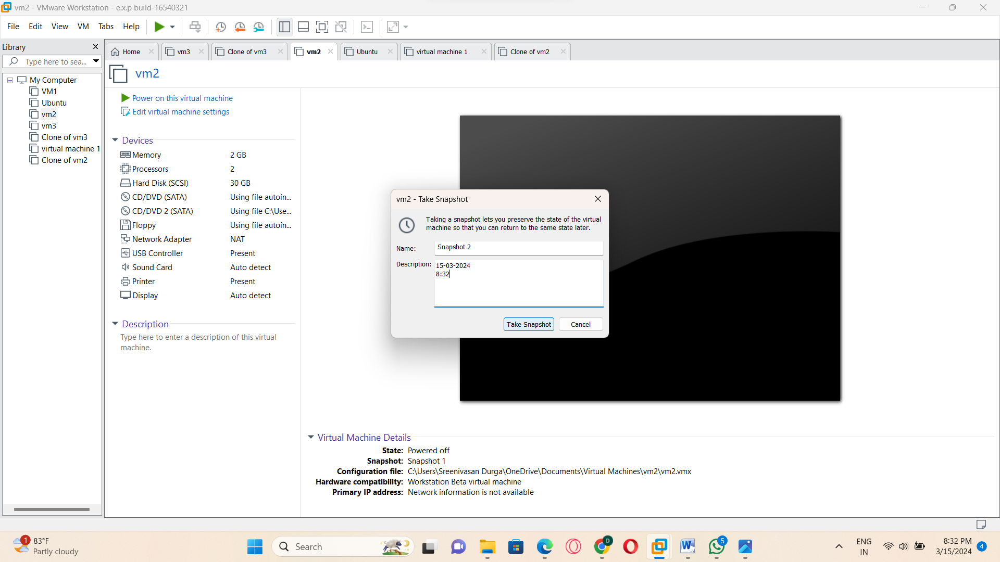 vm2 - VMware Workstation - e.x.p build-16540321
File Edit View VM Tabs Help
Library
Type here to sea...
My Computer
VM1
Ubuntu
vm2
vm3
Clone of vm3
virtual machine 1
Clone of vm2
Home
vm3
Clone of vm3
vm2
Ubuntu
virtual machine 1
Clone of vm2
vm2
Power on this virtual machine
Edit virtual machine settings
Devices
Memory 2 GB
Processors 2
Hard Disk (SCSI) 30 GB
CD/DVD (SATA) Using file autoin...
CD/DVD 2 (SATA) Using file C:\Use...
Floppy Using file autoin...
Network Adapter NAT
USB Controller Present
Sound Card Auto detect
Printer Present
Display Auto detect
Description
Type here to enter a description of this virtual
machine.
vm2 - Take Snapshot
Taking a snapshot lets you preserve the state of the virtual
machine so that you can return to the same state later.
Name: Snapshot 2
Description: 15-03-2024
8:32
Take Snapshot Cancel
Virtual Machine Details
State: Powered off
Snapshot: Snapshot 1
Configuration file: C:\Users\Sreenivasan Durga\OneDrive\Documents\Virtual Machines\vm2\vm2.vmx
Hardware compatibility: Workstation Beta virtual machine
Primary IP address: Network information is not available
1
83°F
Partly cloudy
Search
D
W
5
ENG
IN
8:32 PM
3/15/2024
4